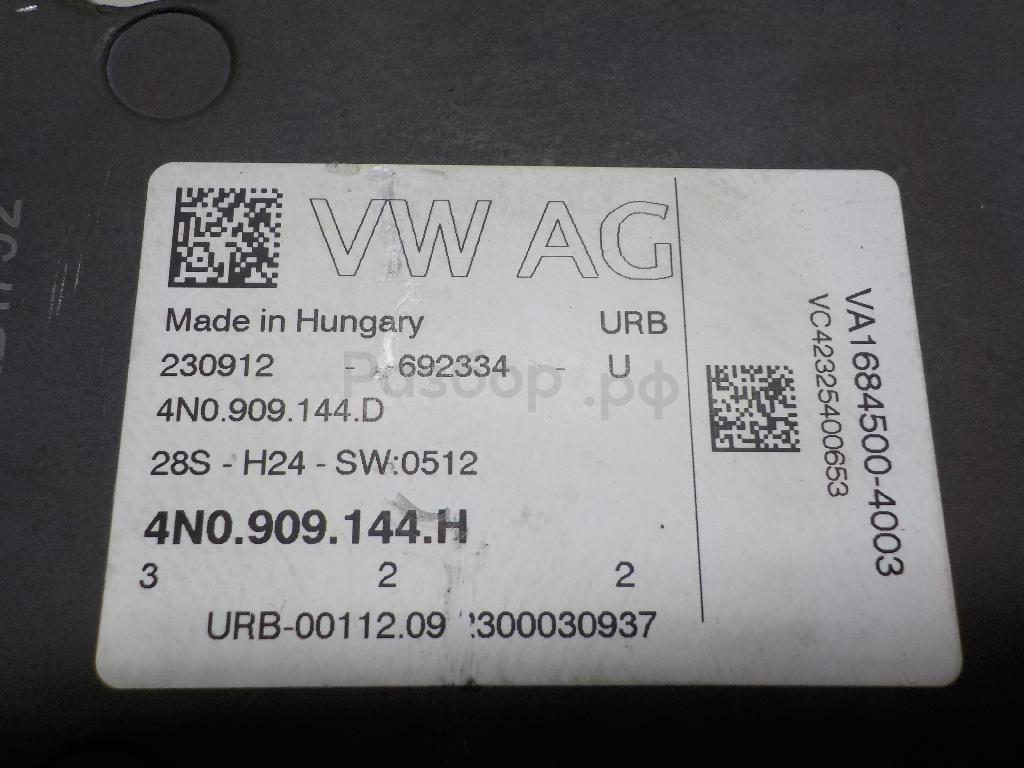 VW AG
Made in Hungary URB
230912 - 692334 - U
4N0.909.144.D
28S - H24 - SW:0512
4N0.909.144.H
3 2 2
URB-00112.09 2300030937
VA1684500-4003
VC42325400653
Разбор.рф